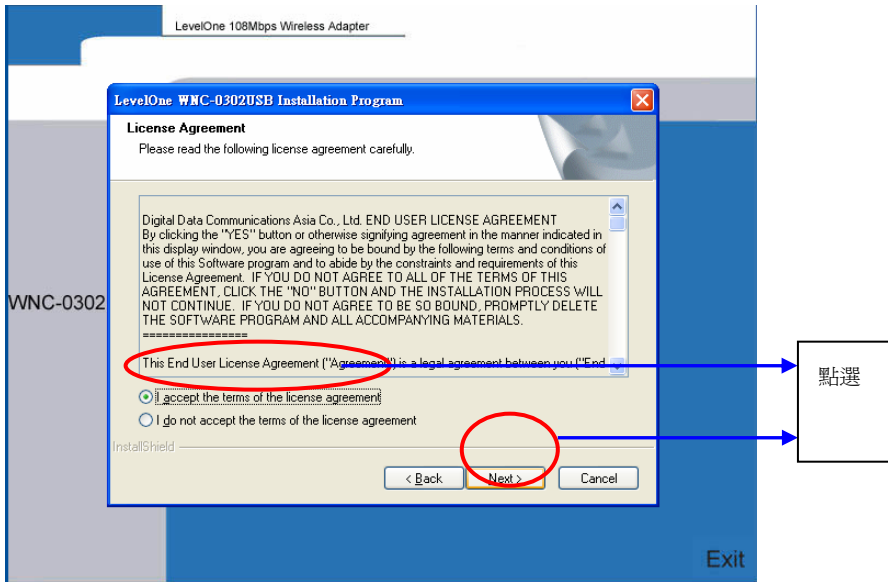 LevelOne 108Mbps Wireless Adapter
LevelOne WNC-0302USB Installation Program
License Agreement
Please read the following license agreement carefully.
Digital Data Communications Asia Co., Ltd. END USER LICENSE AGREEMENT
By clicking the "YES" button or otherwise signifying agreement in the manner indicated in
this display window, you are agreeing to be bound by the following terms and conditions of
use of this Software program and to abide by the constraints and requirements of this
License Agreement. IF YOU DO NOT AGREE TO ALL OF THE TERMS OF THIS
AGREEMENT, CLICK THE "NO" BUTTON AND THE INSTALLATION PROCESS WILL
NOT CONTINUE. IF YOU DO NOT AGREE TO BE SO BOUND, PROMPTLY DELETE
THE SOFTWARE PROGRAM AND ALL ACCOMPANYING MATERIALS.
================
This End User License Agreement ("Agreement") is a legal agreement between you ("End
WNC-0302
I accept the terms of the license agreement
I do not accept the terms of the license agreement
InstallShield
< Back
Next >
Cancel
點選
Exit